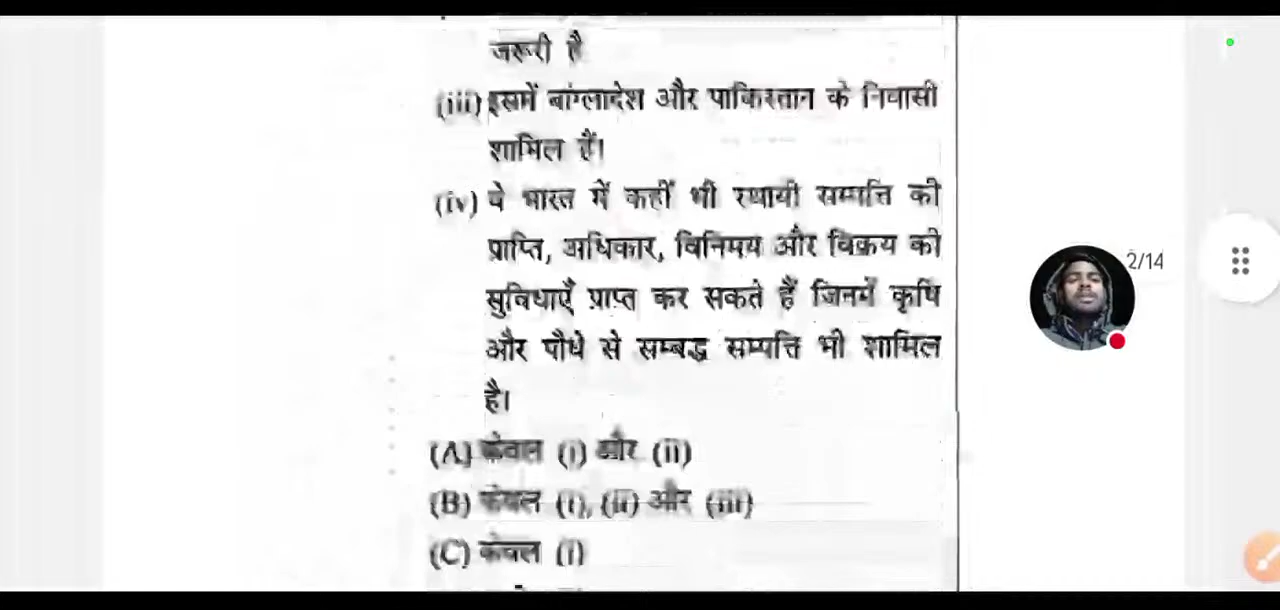 जरूरी है
(iii) इसमें बांग्लादेश और पाकिस्तान के निवासी
शामिल हैं।
(iv) ये भारत में कहीं भी स्थायी सम्पत्ति की
प्राप्ति, अधिकार, विनिमय और विक्रय की
सुविधाएँ प्राप्त कर सकते हैं जिनमें कृषि
और पौधे से सम्बद्ध सम्पत्ति भी शामिल
है।
2/14
(A) केवल (i) और (ii)
(B) केवल (i), (ii) और (iii)
(C) केवल (i)